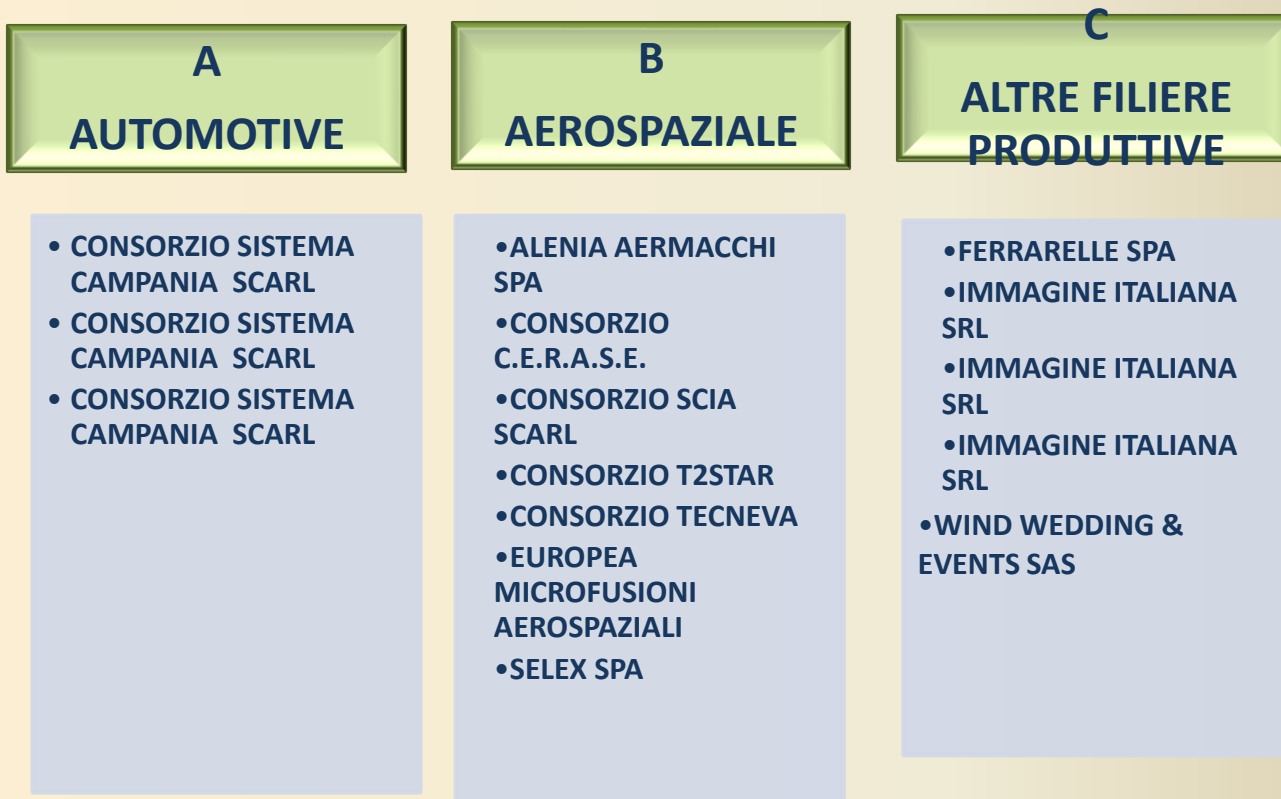 A
AUTOMOTIVE
• CONSORZIO SISTEMA
CAMPANIA SCARL
• CONSORZIO SISTEMA
CAMPANIA SCARL
• CONSORZIO SISTEMA
CAMPANIA SCARL
B
AEROSPAZIALE
•ALENIA AERMACCHI
SPA
•CONSORZIO
C.E.R.A.S.E.
•CONSORZIO SCIA
SCARL
•CONSORZIO T2STAR
•CONSORZIO TECNEVA
•EUROPEA
MICROFUSIONI
AEROSPAZIALI
•SELEX SPA
C
ALTRE FILIERE
PRODUTTIVE
•FERRARELLE SPA
•IMMAGINE ITALIANA
SRL
•IMMAGINE ITALIANA
SRL
•IMMAGINE ITALIANA
SRL
•WIND WEDDING &
EVENTS SAS